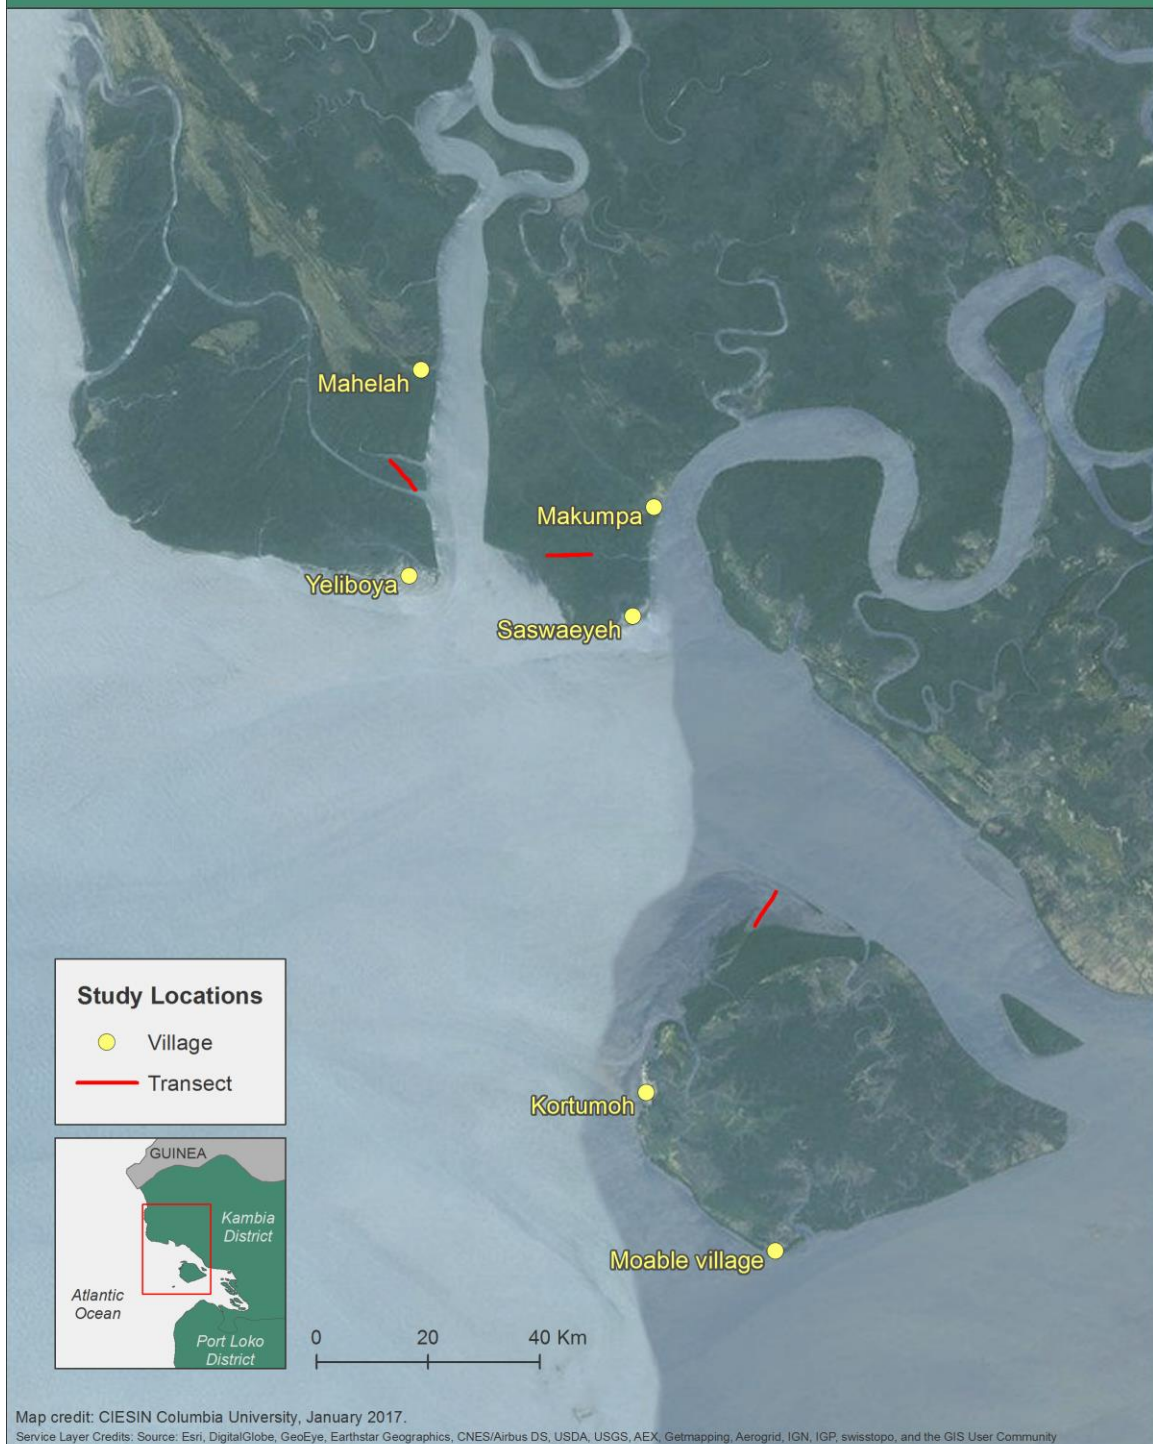 Mahelah
Makumpa
Yeliboya
Saswaeyeh
Study Locations
Village
Transect
Kortumoh
GUINEA
Kambia
District
Atlantic
Ocean
Port Loko
District
Moable village
0 20 40 Km
Map credit: CIESIN Columbia University, January 2017.
Service Layer Credits: Source: Esri, DigitalGlobe, GeoEye, Earthstar Geographics, CNES/Airbus DS, USDA, USGS, AEX, Getmapping, Aerogrid, IGN, IGP, swisstopo, and the GIS User Community